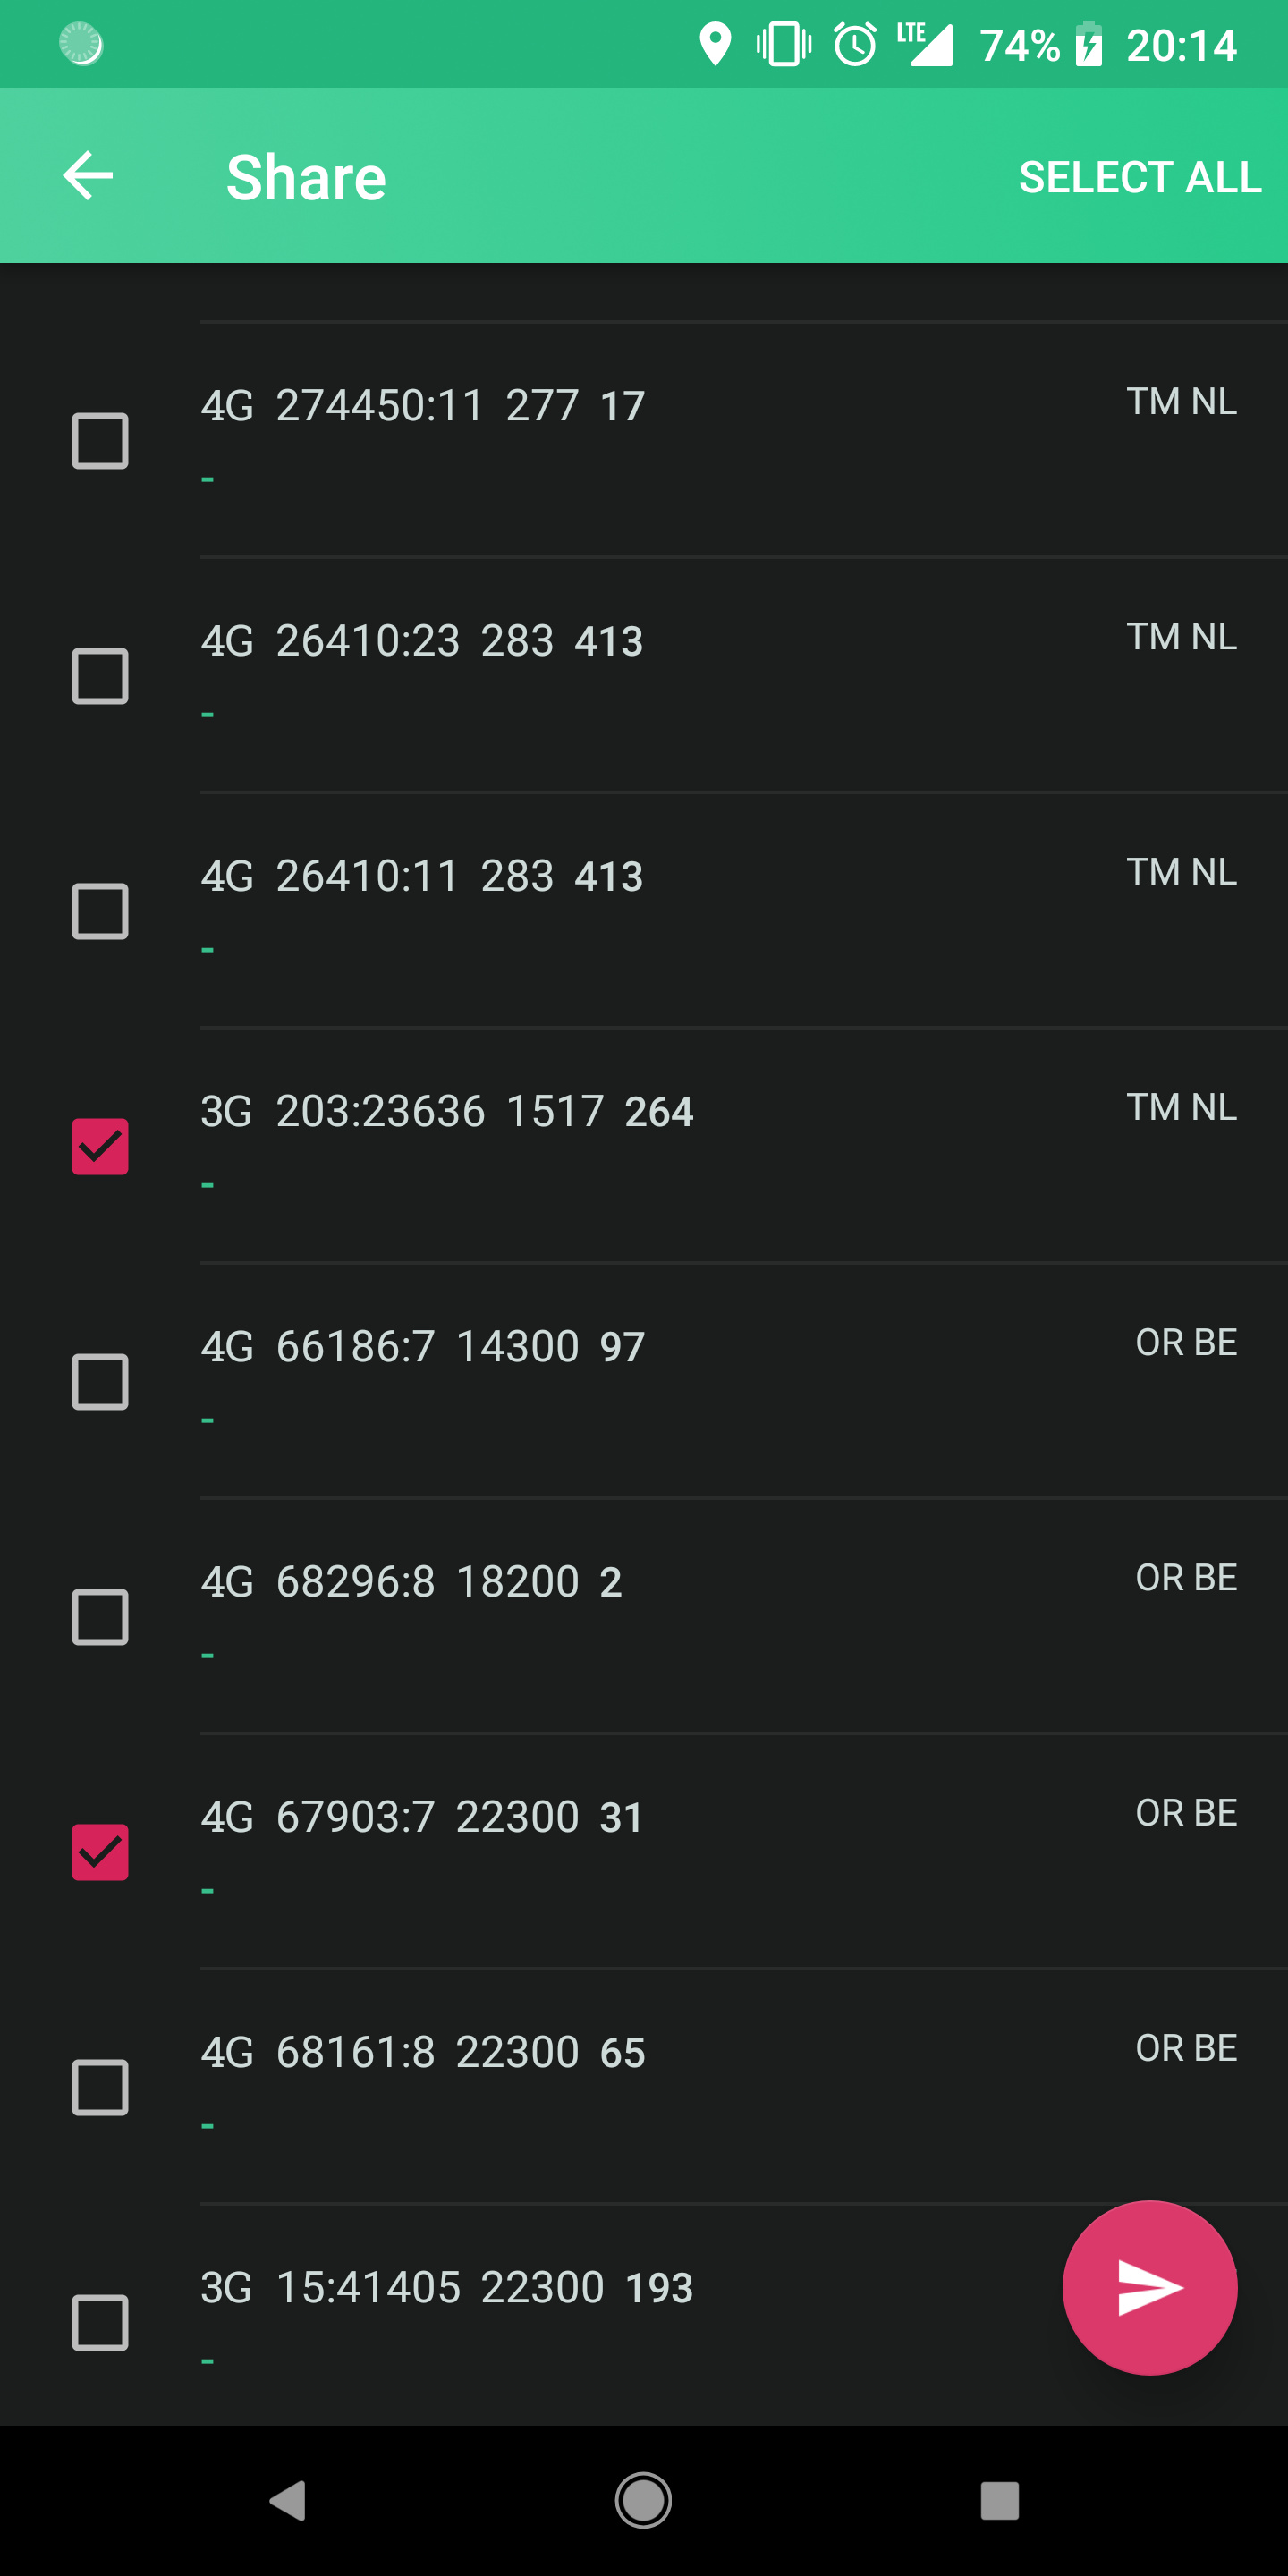 LTE 74% 20:14
Share SELECT ALL
4G 274450:11 277 17 TM NL
-
4G 26410:23 283 413 TM NL
-
4G 26410:11 283 413 TM NL
-
3G 203:23636 1517 264 TM NL
-
4G 66186:7 14300 97 OR BE
-
4G 68296:8 18200 2 OR BE
-
4G 67903:7 22300 31 OR BE
-
4G 68161:8 22300 65 OR BE
-
3G 15:41405 22300 193
-